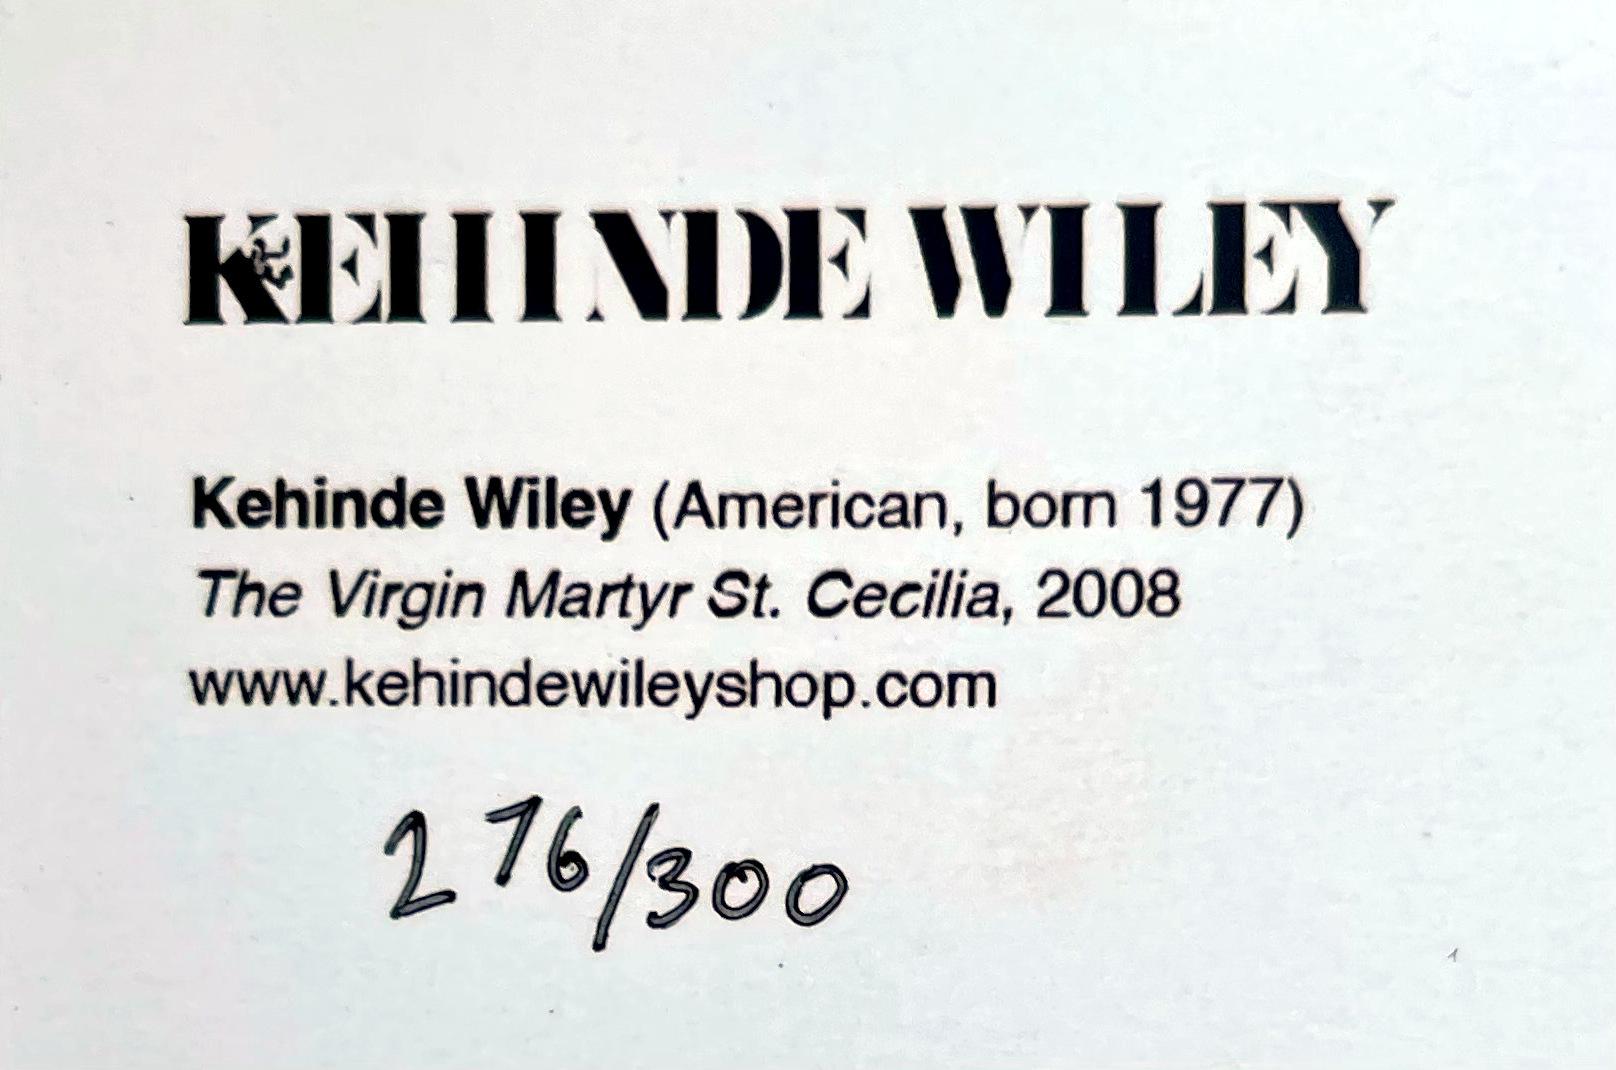 KEHINDE WILEY
Kehinde Wiley (American, born 1977)
The Virgin Martyr St. Cecilia, 2008
www.kehindewileyshop.com
276/300